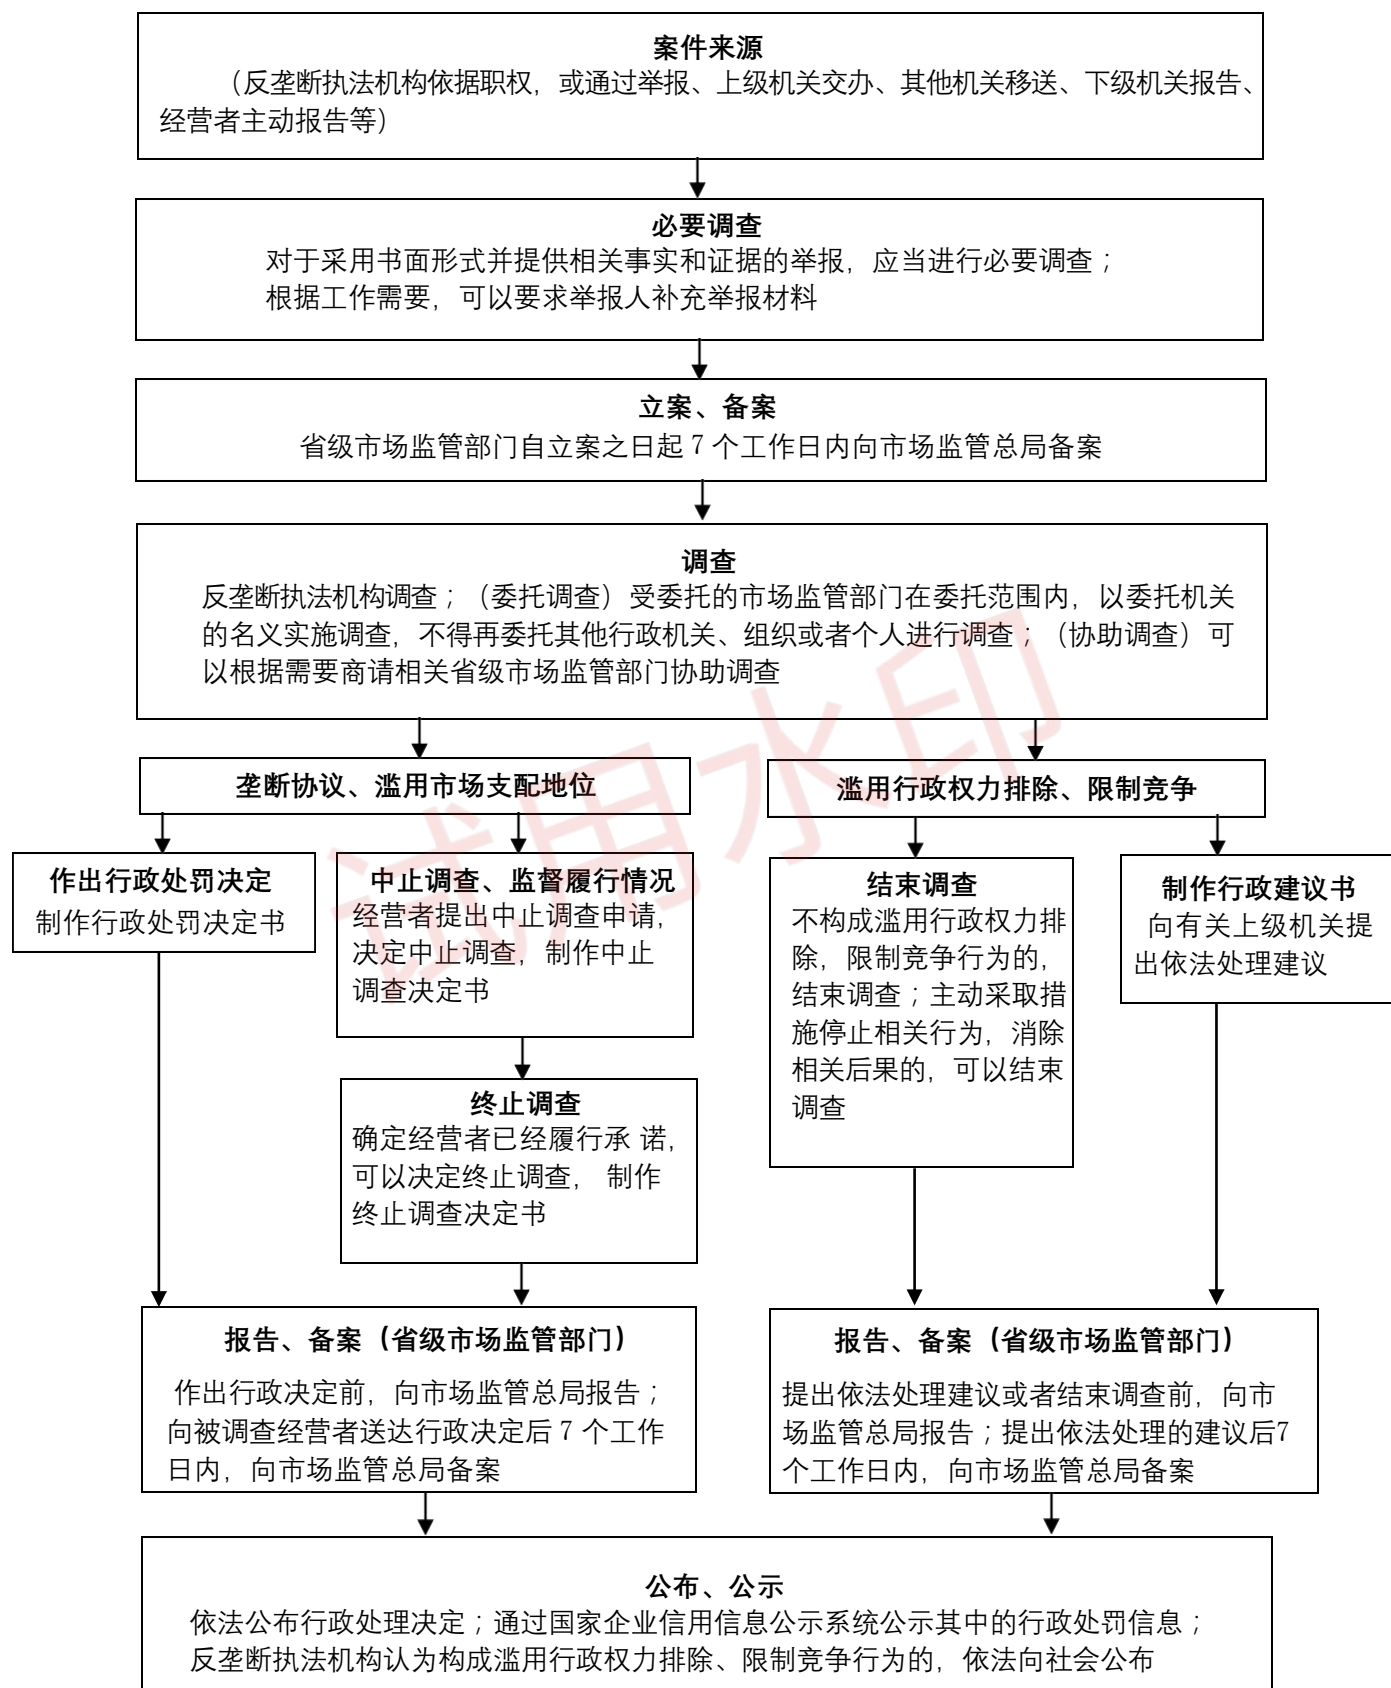 案件来源
（反垄断执法机构依据职权，或通过举报、上级机关交办、其他机关移送、下级机关报告、
经营者主动报告等）
必要调查
对于采用书面形式并提供相关事实和证据的举报，应当进行必要调查；
根据工作需要，可以要求举报人补充举报材料
立案、备案
省级市场监管部门自立案之日起 7 个工作日内向市场监管总局备案
调查
反垄断执法机构调查；（委托调查）受委托的市场监管部门在委托范围内，以委托机关
的名义实施调查，不得再委托其他行政机关、组织或者个人进行调查；（协助调查）可
以根据需要商请相关省级市场监管部门协助调查
垄断协议、滥用市场支配地位
滥用行政权力排除、限制竞争
作出行政处罚决定
制作行政处罚决定书
中止调查、监督履行情况
经营者提出中止调查申请，
决定中止调查，制作中止
调查决定书
结束调查
不构成滥用行政权力排
除，限制竞争行为的，
结束调查；主动采取措
施停止相关行为，消除
相关后果的，可以结束
调查
制作行政建议书
向有关上级机关提
出依法处理建议
终止调查
确定经营者已经履行承 诺，
可以决定终止调查， 制作
终止调查决定书
报告、备案（省级市场监管部门）
作出行政决定前，向市场监管总局报告；
向被调查经营者送达行政决定后 7 个工作
日内，向市场监管总局备案
报告、备案（省级市场监管部门）
提出依法处理建议或者结束调查前，向市
场监管总局报告；提出依法处理的建议后7
个工作日内，向市场监管总局备案
公布、公示
依法公布行政处理决定；通过国家企业信用信息公示系统公示其中的行政处罚信息；
反垄断执法机构认为构成滥用行政权力排除、限制竞争行为的，依法向社会公布
试用水印